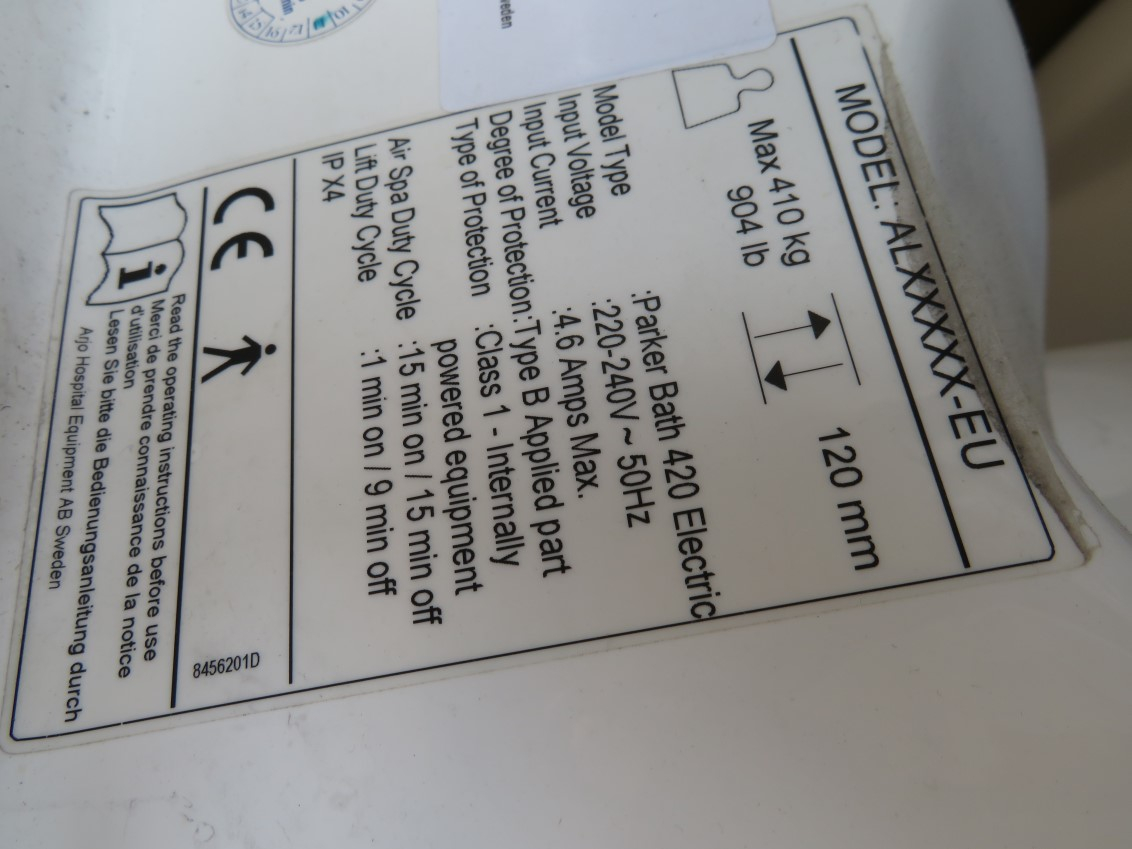 MODEL: ALXXXXX-EU
Max 410 kg
904 lb
120 mm
Model Type :Parker Bath 420 Electric
Input Voltage :220-240V ~ 50Hz
Input Current :4.6 Amps Max.
Degree of Protection:Type B Applied part
Type of Protection :Class 1 - Internally
powered equipment
Air Spa Duty Cycle :15 min on / 15 min off
Lift Duty Cycle :1 min on / 9 min off
IP X4
CE
8456201D
i
Read the operating instructions before use
Merci de prendre connaissance de la notice
d'utilisation
Lesen Sie bitte die Bedienungsanleitung durch
Arjo Hospital Equipment AB Sweden